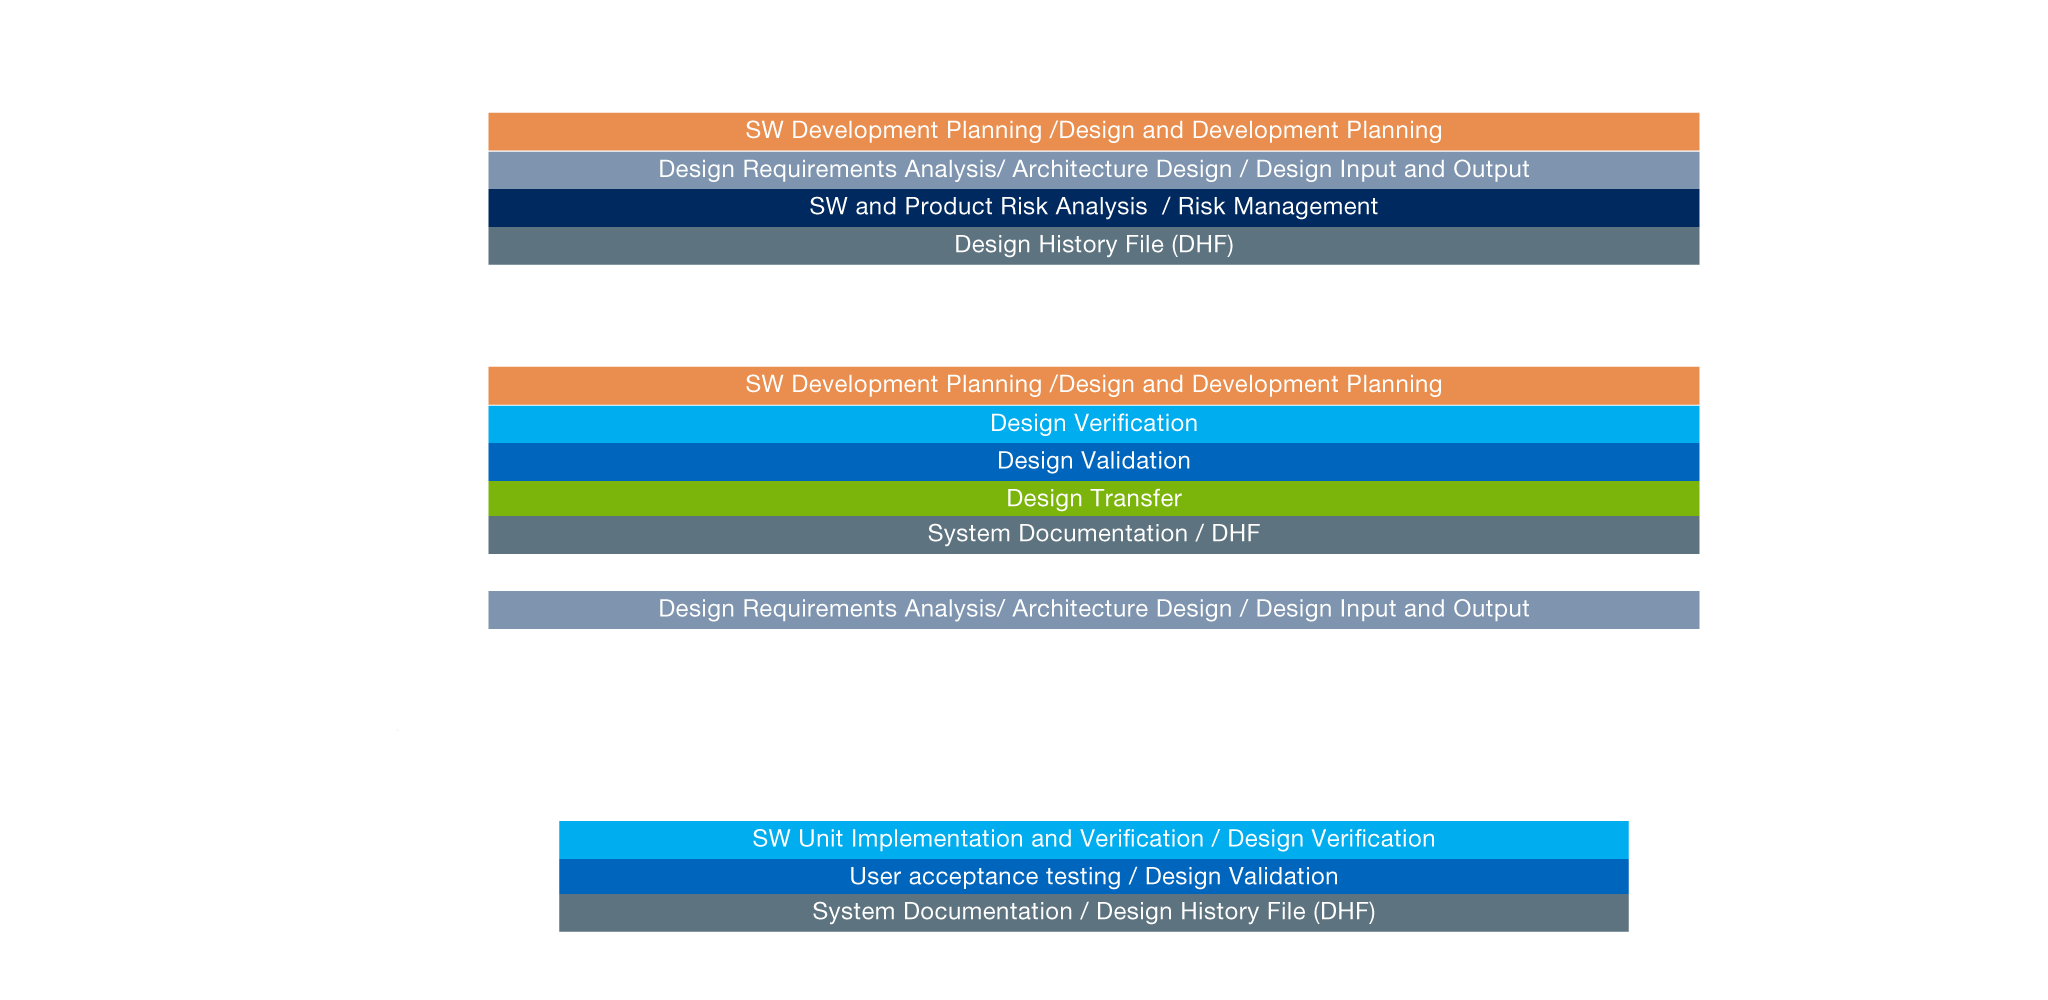 SW Development Planning /Design and Development Planning
Design Requirements Analysis/ Architecture Design / Design Input and Output
SW and Product Risk Analysis  / Risk Management
Design History File (DHF)
SW Development Planning /Design and Development Planning
Design Verification
Design Validation
Design Transfer
System Documentation / DHF
Design Requirements Analysis/ Architecture Design / Design Input and Output
SW Unit Implementation and Verification / Design Verification
User acceptance testing / Design Validation
System Documentation / Design History File (DHF)